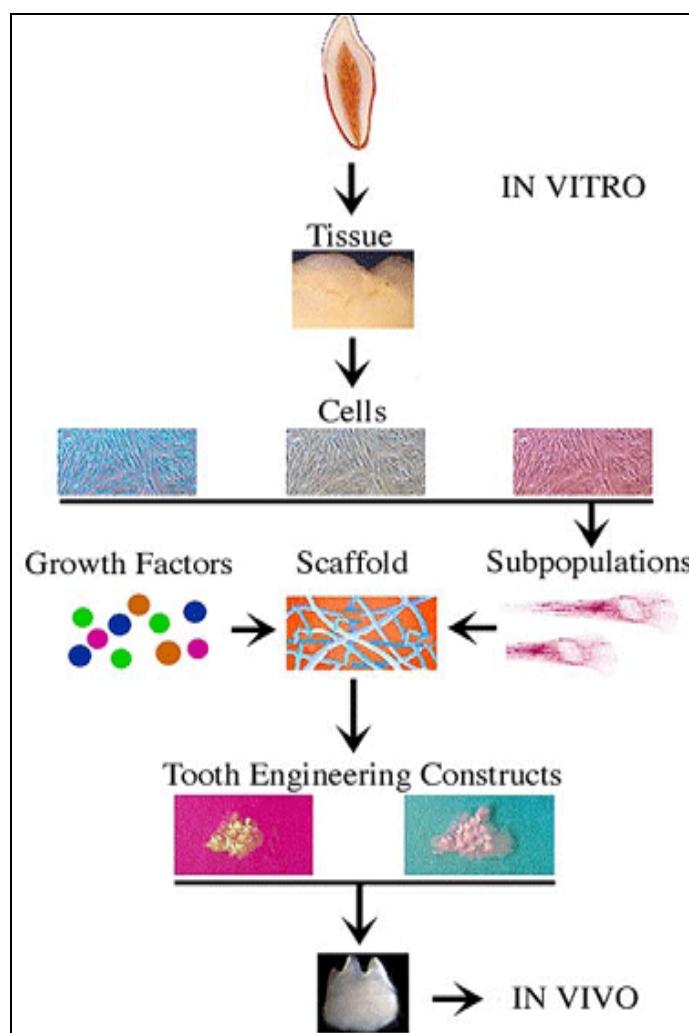 IN VITRO
Tissue
Cells
Growth Factors
Scaffold
Subpopulations
Tooth Engineering Constructs
IN VIVO